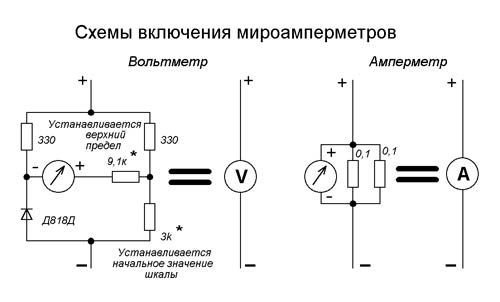 Схемы включения мироамперметров
Вольтметр
Амперметр
+
+
+
+
Устанавливается
верхний
предел
330
330
9,1к *
-
+
V
+
-
0,1
0,1
A
Д818Д
3k *
Устанавливается
начальное значение
шкалы
-
-
-
-